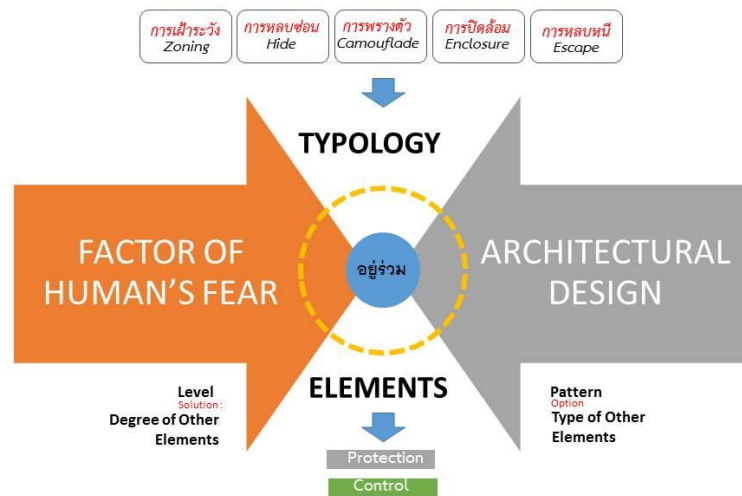 การเฝ้าระวัง
Zoning
การหลบซ่อน
Hide
การพรางตัว
Camouflade
การปิดล้อม
Enclosure
การหลบหนี
Escape
TYPOLOGY
FACTOR OF
HUMAN'S FEAR
อยู่ร่วม
ARCHITECTURAL
DESIGN
ELEMENTS
Level
Solution :
Degree of Other
Elements
Pattern
Option
Type of Other
Elements
Protection
Control